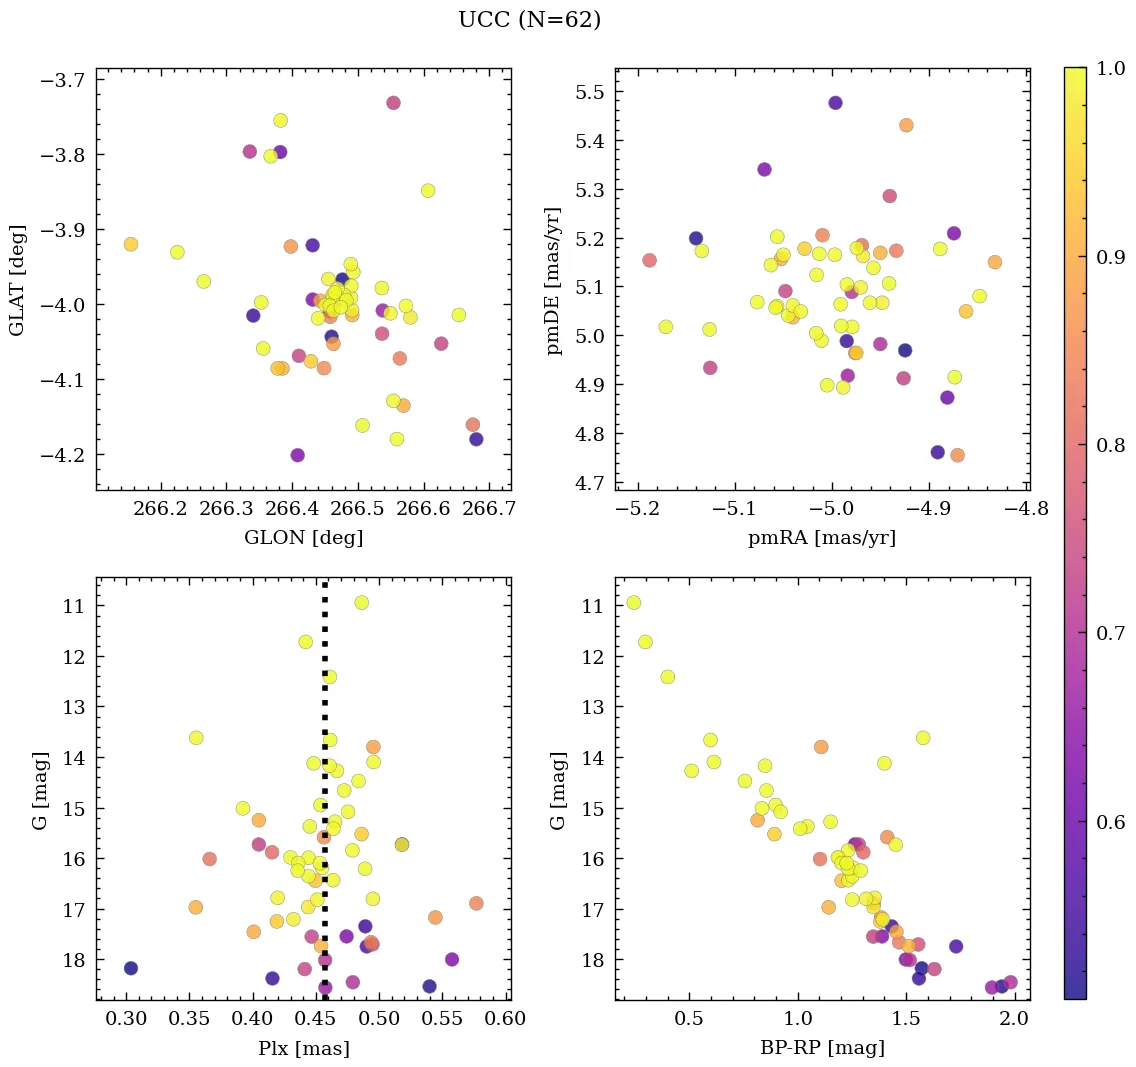 UCC (N=62)
−3.7
−3.8
−3.9
−4.0
−4.1
−4.2
GLAT [deg]
266.2 266.3 266.4 266.5 266.6 266.7
GLON [deg]
5.5
5.4
5.3
5.2
5.1
5.0
4.9
4.8
4.7
pmDE [mas/yr]
−5.2 −5.1 −5.0 −4.9 −4.8
pmRA [mas/yr]
11
12
13
14
15
16
17
18
G [mag]
0.30 0.35 0.40 0.45 0.50 0.55 0.60
Plx [mas]
11
12
13
14
15
16
17
18
G [mag]
0.5 1.0 1.5 2.0
BP-RP [mag]
1.0
0.9
0.8
0.7
0.6